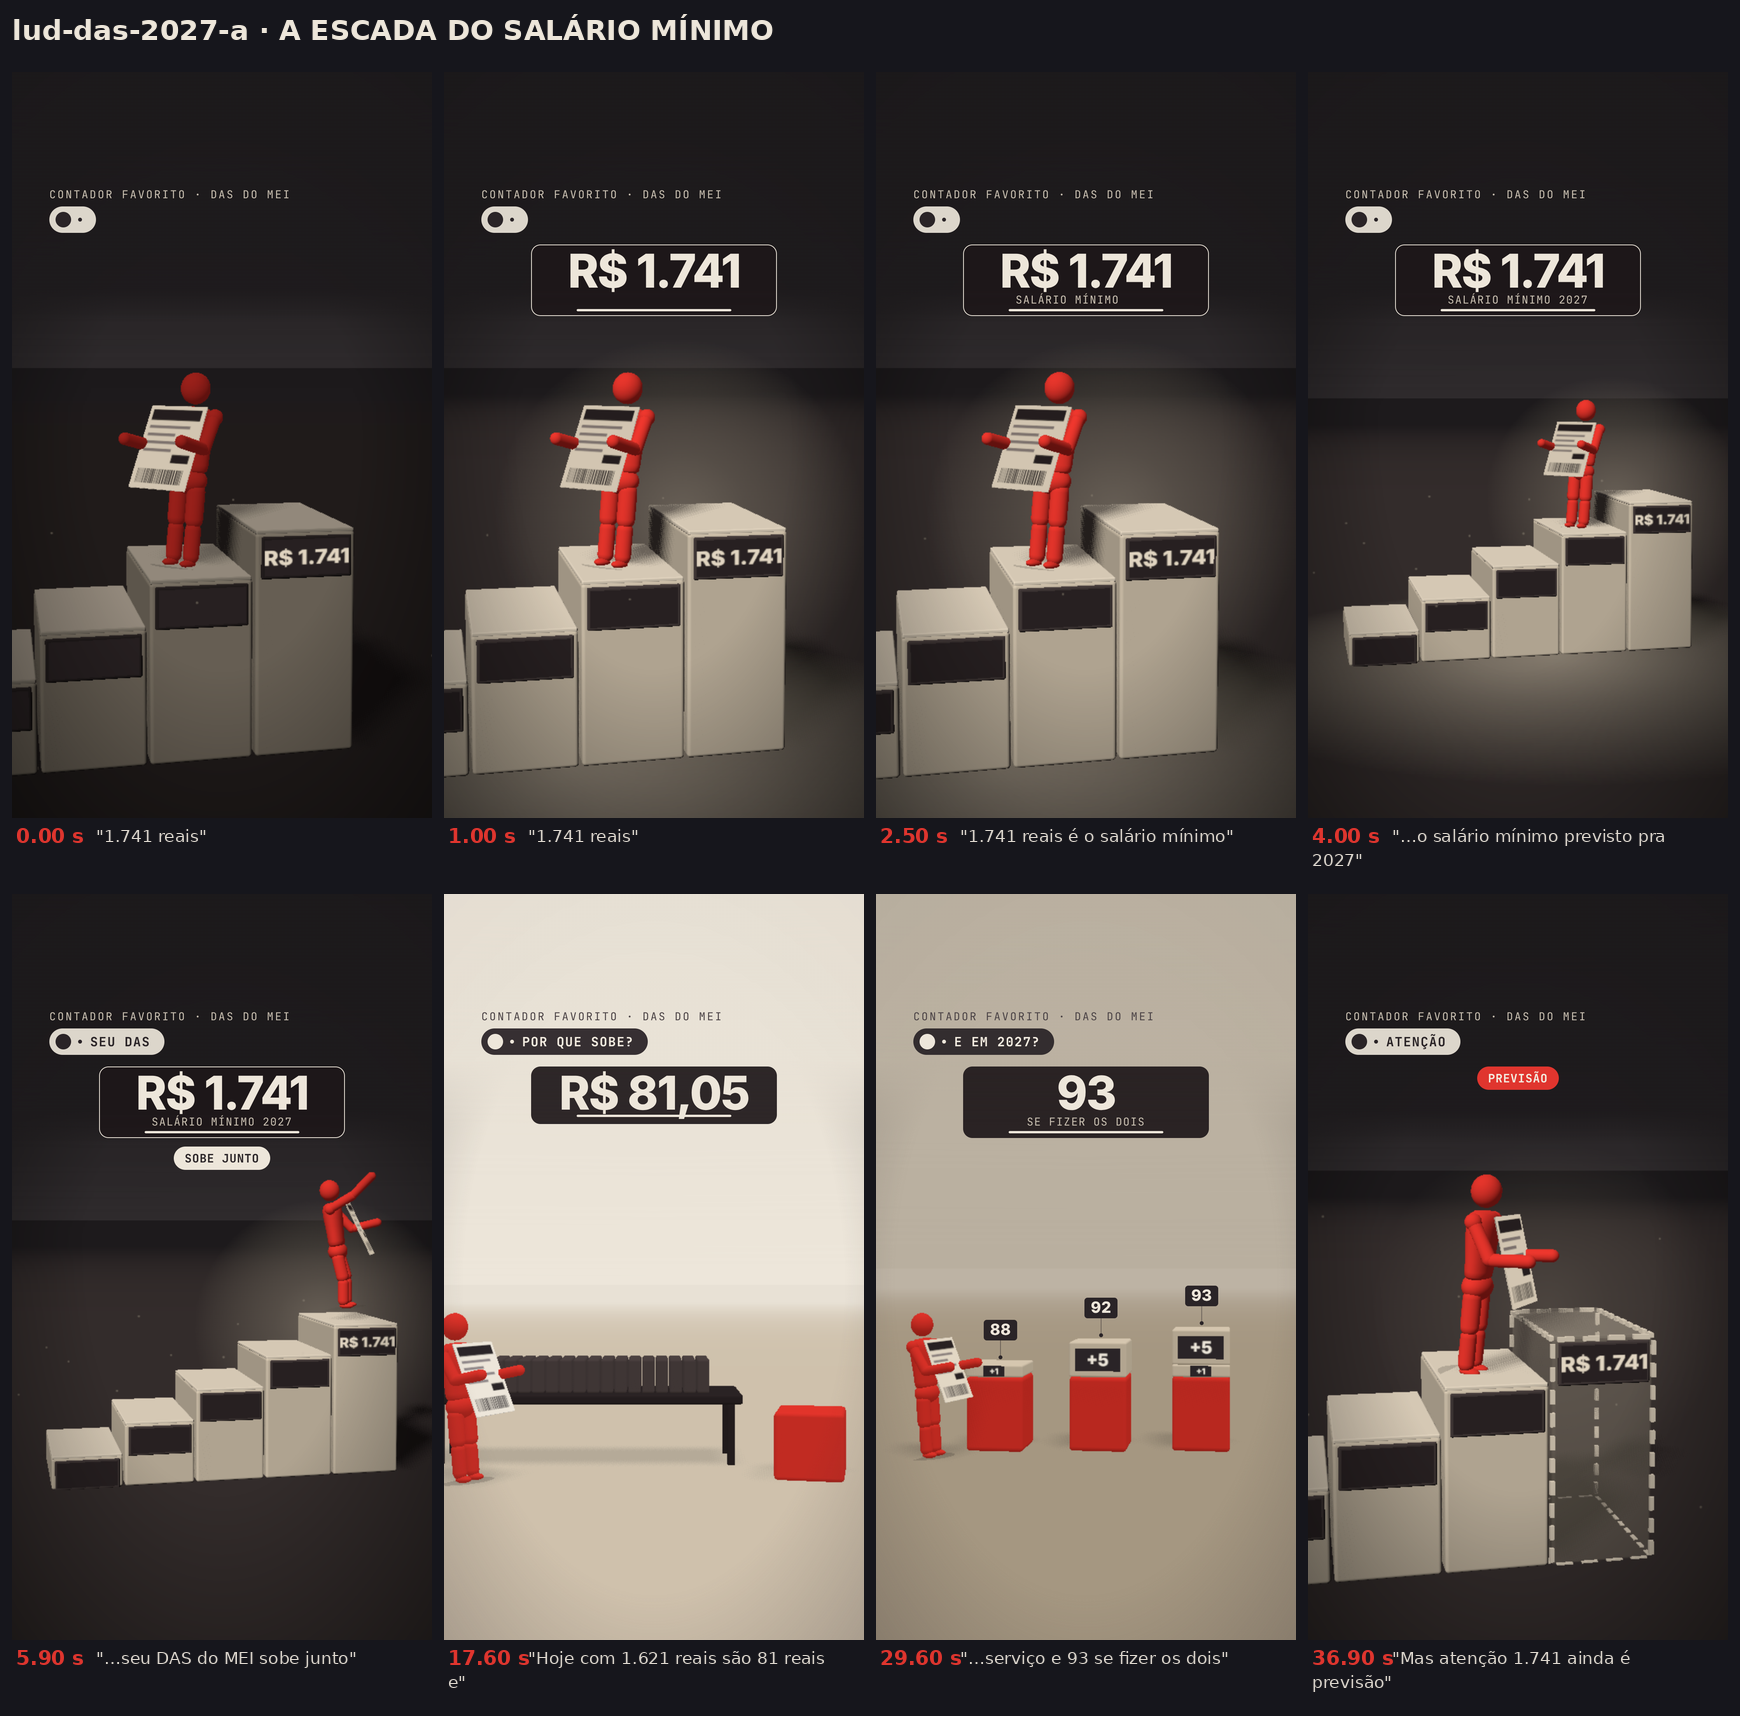 lud-das-2027-a · A ESCADA DO SALÁRIO MÍNIMO
CONTADOR FAVORITO · DAS DO MEI
R$ 1.741
0.00 s "1.741 reais"
CONTADOR FAVORITO · DAS DO MEI
R$ 1.741
R$ 1.741
1.00 s "1.741 reais"
CONTADOR FAVORITO · DAS DO MEI
R$ 1.741
SALÁRIO MÍNIMO
R$ 1.741
2.50 s "1.741 reais é o salário mínimo"
CONTADOR FAVORITO · DAS DO MEI
R$ 1.741
SALÁRIO MÍNIMO 2027
R$ 1.741
4.00 s "...o salário mínimo previsto pra
2027"
CONTADOR FAVORITO · DAS DO MEI
• SEU DAS
R$ 1.741
SALÁRIO MÍNIMO 2027
SOBE JUNTO
R$ 1.741
5.90 s "...seu DAS do MEI sobe junto"
CONTADOR FAVORITO · DAS DO MEI
• POR QUE SOBE?
R$ 81,05
17.60 s "Hoje com 1.621 reais são 81 reais
e"
CONTADOR FAVORITO · DAS DO MEI
• E EM 2027?
93
SE FIZER OS DOIS
88
92
93
+1
+5
+5
+1
29.60 s "...serviço e 93 se fizer os dois"
CONTADOR FAVORITO · DAS DO MEI
• ATENÇÃO
PREVISÃO
R$ 1.741
36.90 s "Mas atenção 1.741 ainda é
previsão"